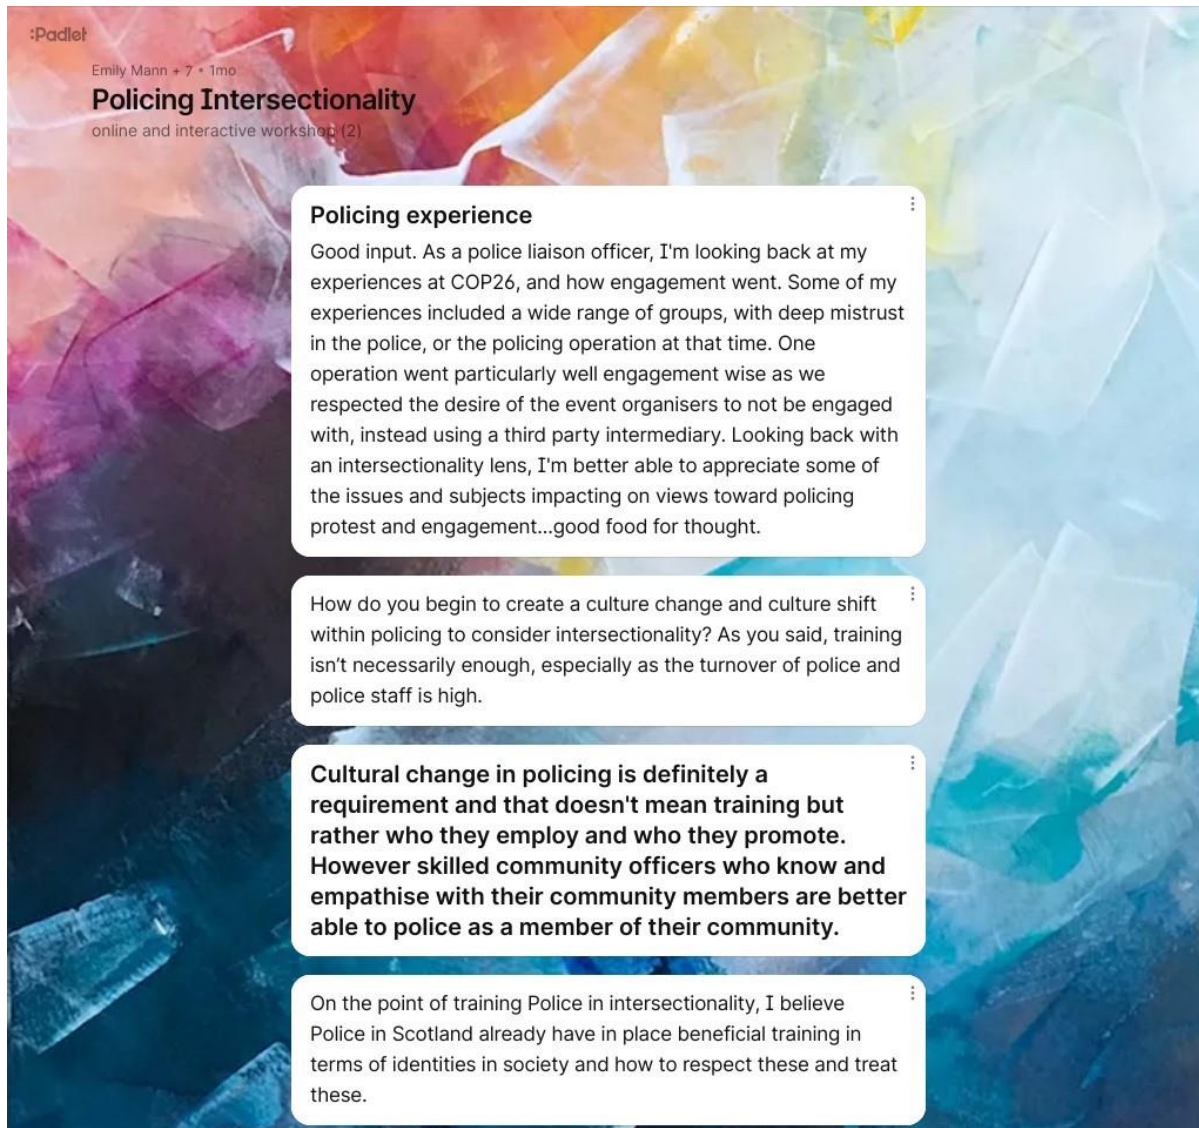 :Padlet
Emily Mann + 7 • 1mo
Policing Intersectionality
online and interactive workshop (2)
Policing experience
Good input. As a police liaison officer, I'm looking back at my
experiences at COP26, and how engagement went. Some of my
experiences included a wide range of groups, with deep mistrust
in the police, or the policing operation at that time. One
operation went particularly well engagement wise as we
respected the desire of the event organisers to not be engaged
with, instead using a third party intermediary. Looking back with
an intersectionality lens, I'm better able to appreciate some of
the issues and subjects impacting on views toward policing
protest and engagement...good food for thought.
How do you begin to create a culture change and culture shift
within policing to consider intersectionality? As you said, training
isn’t necessarily enough, especially as the turnover of police and
police staff is high.
Cultural change in policing is definitely a
requirement and that doesn't mean training but
rather who they employ and who they promote.
However skilled community officers who know and
empathise with their community members are better
able to police as a member of their community.
On the point of training Police in intersectionality, I believe
Police in Scotland already have in place beneficial training in
terms of identities in society and how to respect these and treat
these.